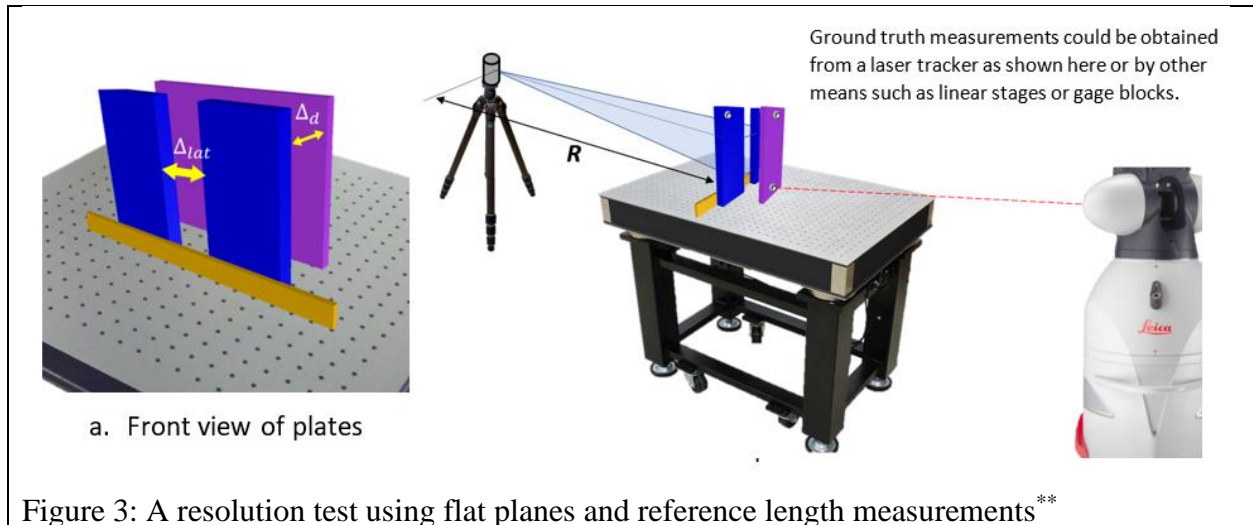 Ground truth measurements could be obtained
from a laser tracker as shown here or by other
means such as linear stages or gage blocks.
Δd
Δlat
R
Leica
a. Front view of plates
Figure 3: A resolution test using flat planes and reference length measurements**